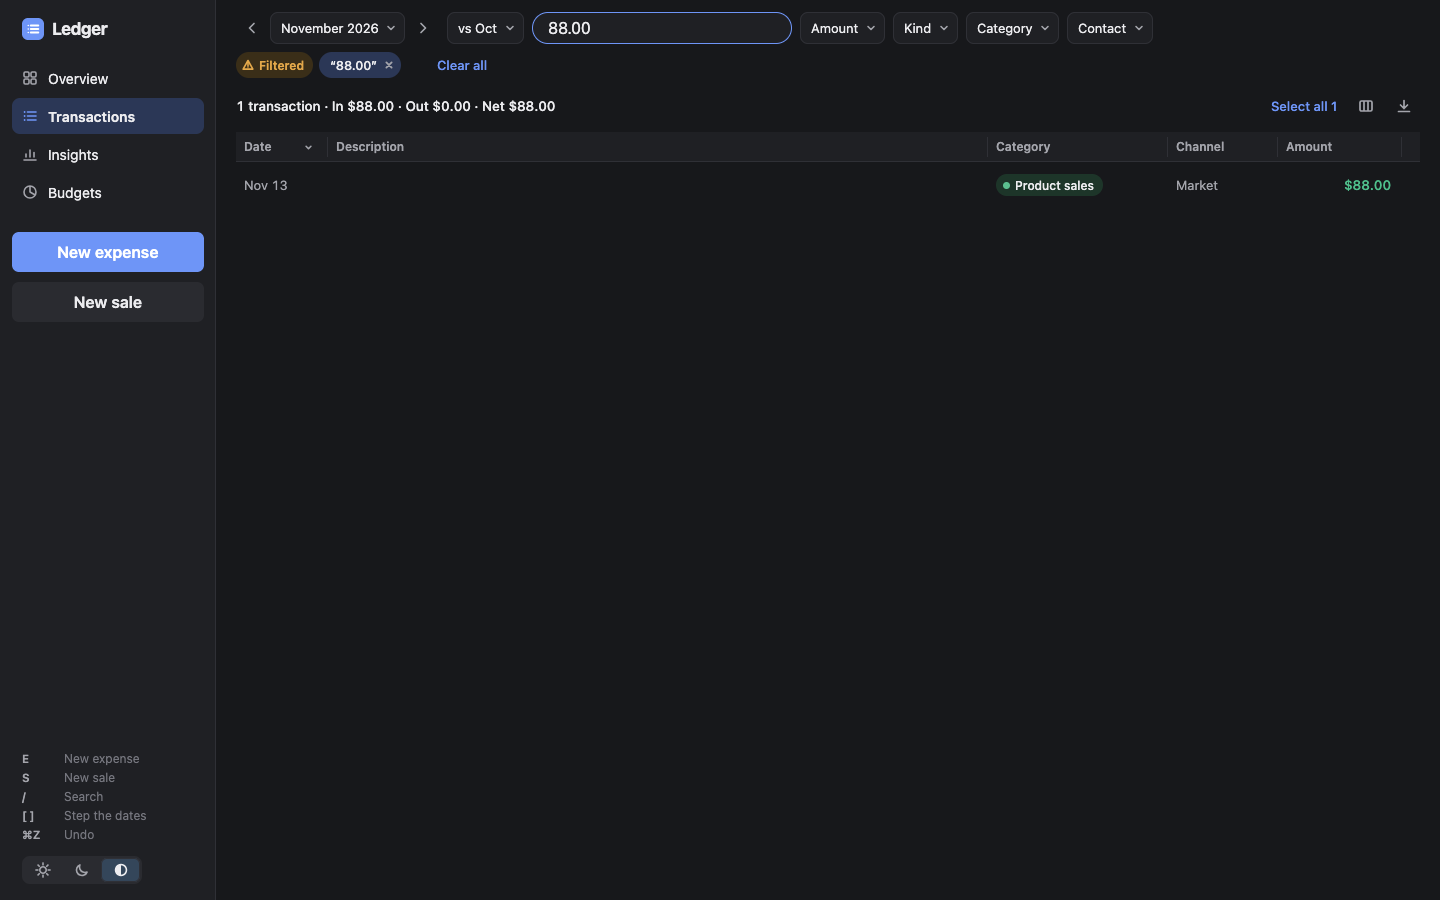 Ledger
Overview
Transactions
Insights
Budgets
New expense
New sale
E New expense
S New sale
/ Search
[ ] Step the dates
⌘Z Undo
November 2026 vs Oct 88.00 Amount Kind Category Contact
Filtered “88.00” × Clear all
1 transaction · In $88.00 · Out $0.00 · Net $88.00 Select all 1
Date Description Category Channel Amount
Nov 13 Product sales Market $88.00